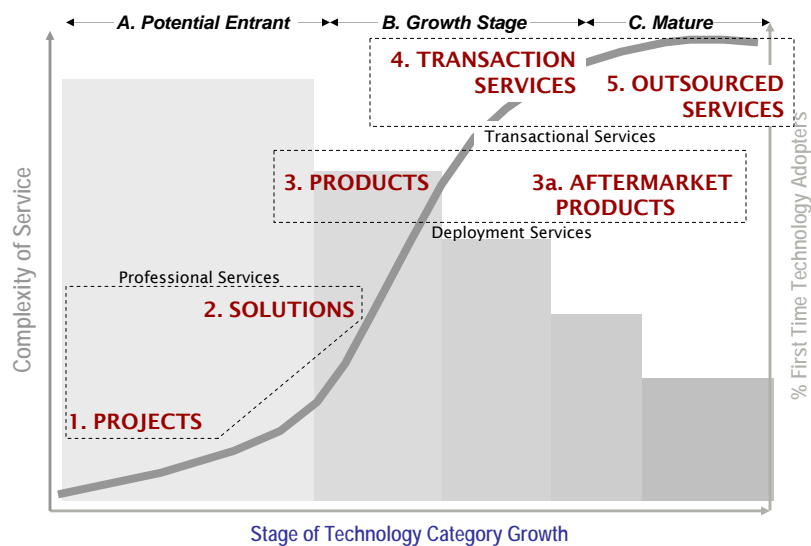 A. Potential Entrant
B. Growth Stage
C. Mature
4. TRANSACTION
SERVICES
5. OUTSOURCED
SERVICES
Transactional Services
3. PRODUCTS
3a. AFTERMARKET
PRODUCTS
Deployment Services
Professional Services
2. SOLUTIONS
1. PROJECTS
Complexity of Service
% First Time Technology Adopters
Stage of Technology Category Growth